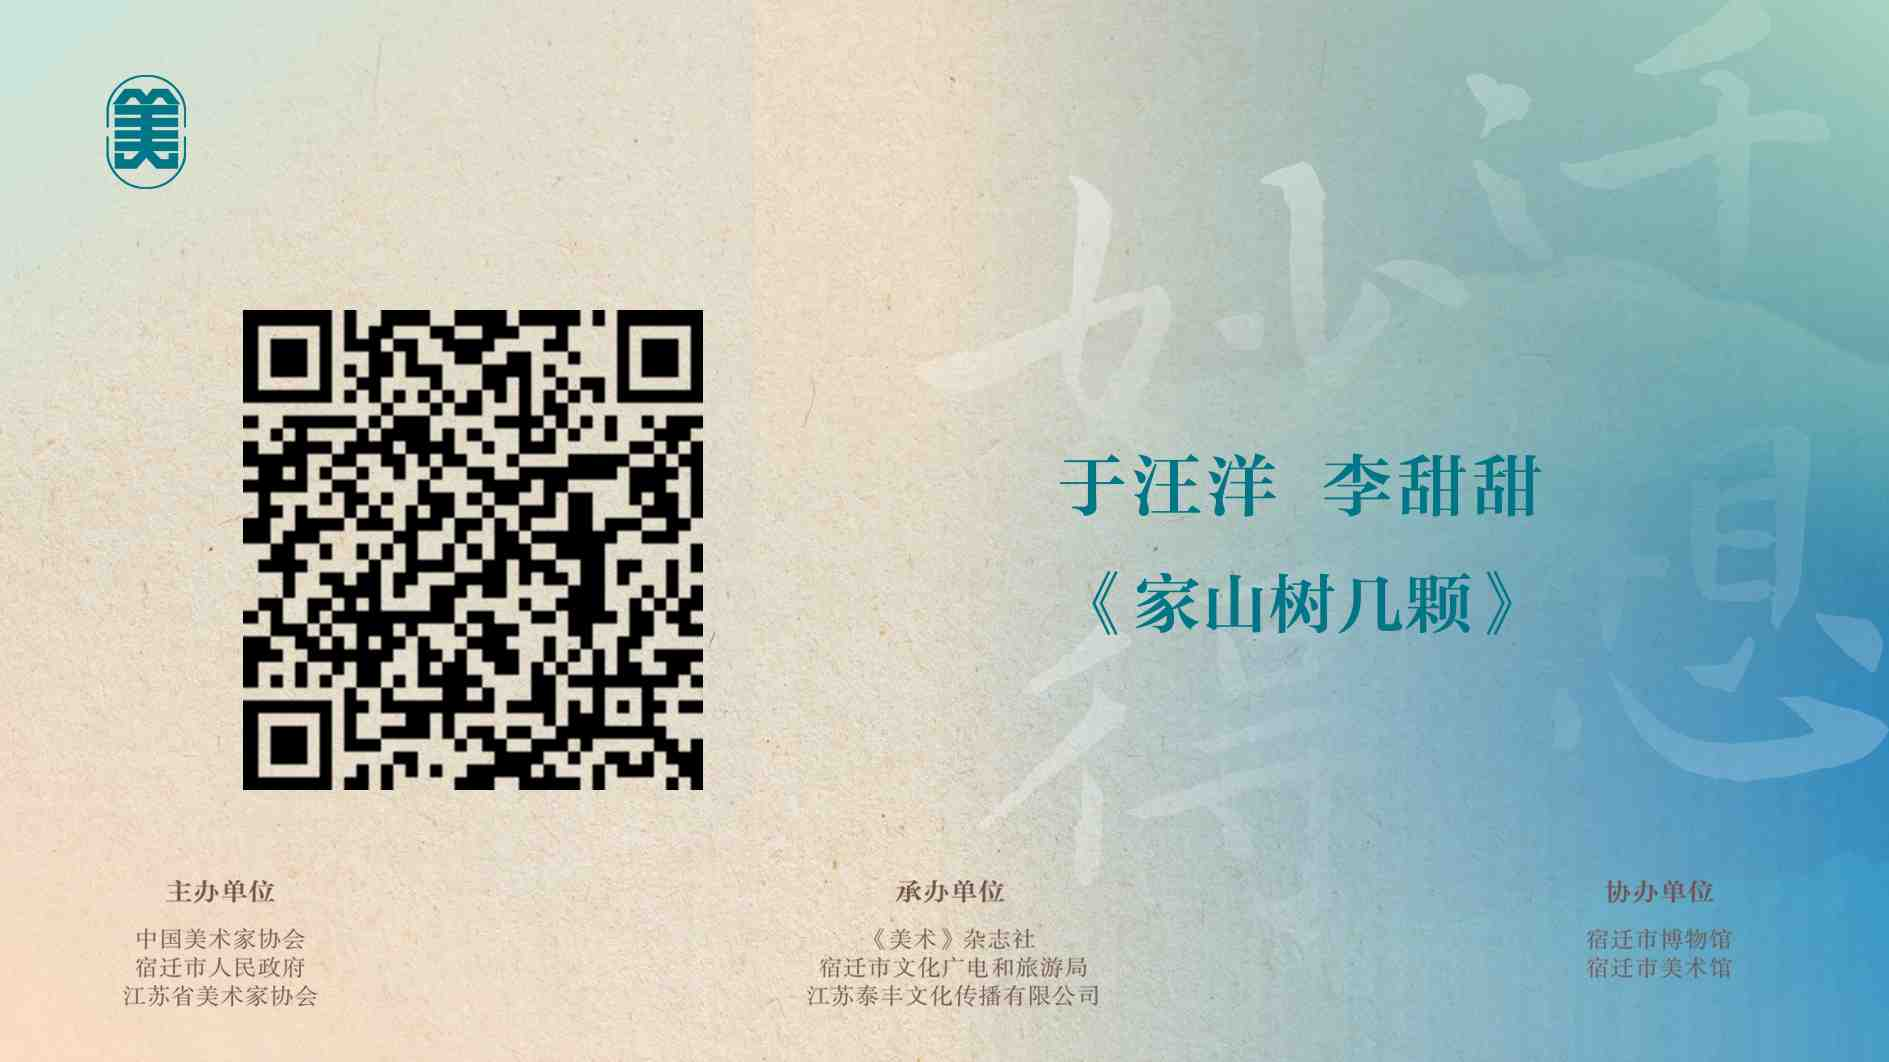 美
妙
迁
想
得
于汪洋 李甜甜
《家山树几颗》
主办单位
中国美术家协会
宿迁市人民政府
江苏省美术家协会
承办单位
《美术》杂志社
宿迁市文化广电和旅游局
江苏泰丰文化传播有限公司
协办单位
宿迁市博物馆
宿迁市美术馆